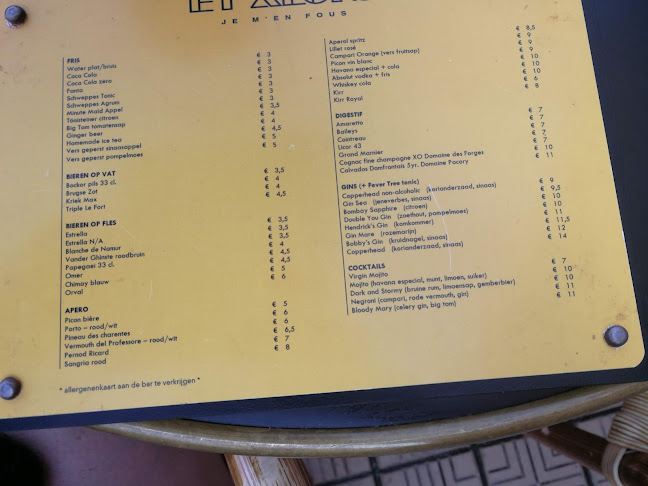 JE M'EN FOUS
FRIS
Water plat/bruis € 3
Coca Cola € 3
Coca Cola zero € 3
Fanta € 3
Schwepper Tonic € 3
Schweppes Agrum € 3,5
Minute Maid Appel € 4
Tönissteiner citroen € 4
Big Tom tomatensap € 4,5
Ginger beer € 5
Homemade ice tea € 5
Vers geperst sinaasappel
Vers geperst pompelmoes
BIEREN OP VAT
Bockor pils 33 cl. € 3,5
Brugse Zot € 4
Kriek Max € 4
Triple Le Fort € 4,5
BIEREN OP FLES
Estrella € 3,5
Estrella N/A € 3,5
Blanche de Namur € 3,5
Vander Ghinste roodbruin € 4
Papegaei 33 cl. € 4,5
Omer € 4,5
Chimay blauw € 5
Orval € 6
APERO
Picon bière € 5
Porto – rood/wit € 6
Pineau des charentes € 6
Vermouth del Professore – rood/wit € 6,5
Pernod Ricard € 7
Sangria rood € 8
* allergenenkaart aan de bar te verkrijgen *
Aperol spritz € 8,5
Lillet rosé € 9
Campari Orange (vers fruitsap) € 9
Picon vin blanc € 9
Havana especial + cola € 10
Absolut vodka + fris € 10
Whiskey cola € 10
Kirr € 6
Kirr Royal € 8
DIGESTIF
Amaretto € 7
Baileys € 7
Cointreau € 7
Licor 43 € 7
Grand Marnier € 7
Cognac fine champagne XO Domaine des Forges € 10
Calvados Domfrontais 5yr. Domaine Pacory € 11
GINS (+ Fever Tree tonic)
Copperhead non-alcoholic (korianderzaad, sinaas) € 9
Gin Sea (jeneverbes, sinaas) € 9,5
Bombay Sapphire (citroen) € 10
Double You Gin (zoethout, pompelmoes) € 10
Hendrick's Gin (komkommer) € 11
Gin Mare (rozemarijn) € 11,5
Bobby's Gin (kruidnagel, sinaas) € 12
Copperhead (korianderzaad, sinaas) € 14
COCKTAILS
Virgin Mojito € 7
Mojito (havana especial, munt, limoen, suiker) € 10
Dark and Stormy (bruine rum, limoensap, gemberbier) € 10
Negroni (campari, rode vermouth, gin) € 11
Bloody Mary (celery gin, big tom) € 11